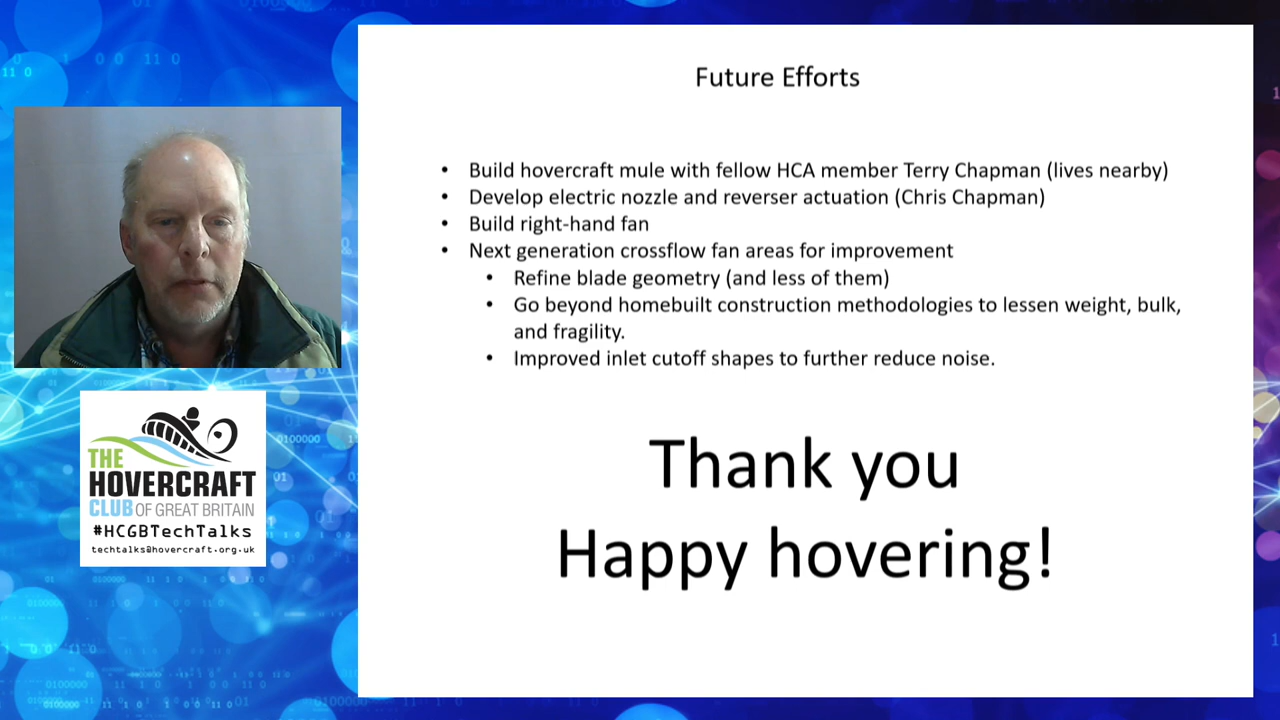 Future Efforts
• Build hovercraft mule with fellow HCA member Terry Chapman (lives nearby)
• Develop electric nozzle and reverser actuation (Chris Chapman)
• Build right-hand fan
• Next generation crossflow fan areas for improvement
• Refine blade geometry (and less of them)
• Go beyond homebuilt construction methodologies to lessen weight, bulk,
and fragility.
• Improved inlet cutoff shapes to further reduce noise.
Thank you
Happy hovering!
THE
HOVERCRAFT
CLUB OF GREAT BRITAIN
#HCGBTechTalks
techtalks@hovercraft.org.uk